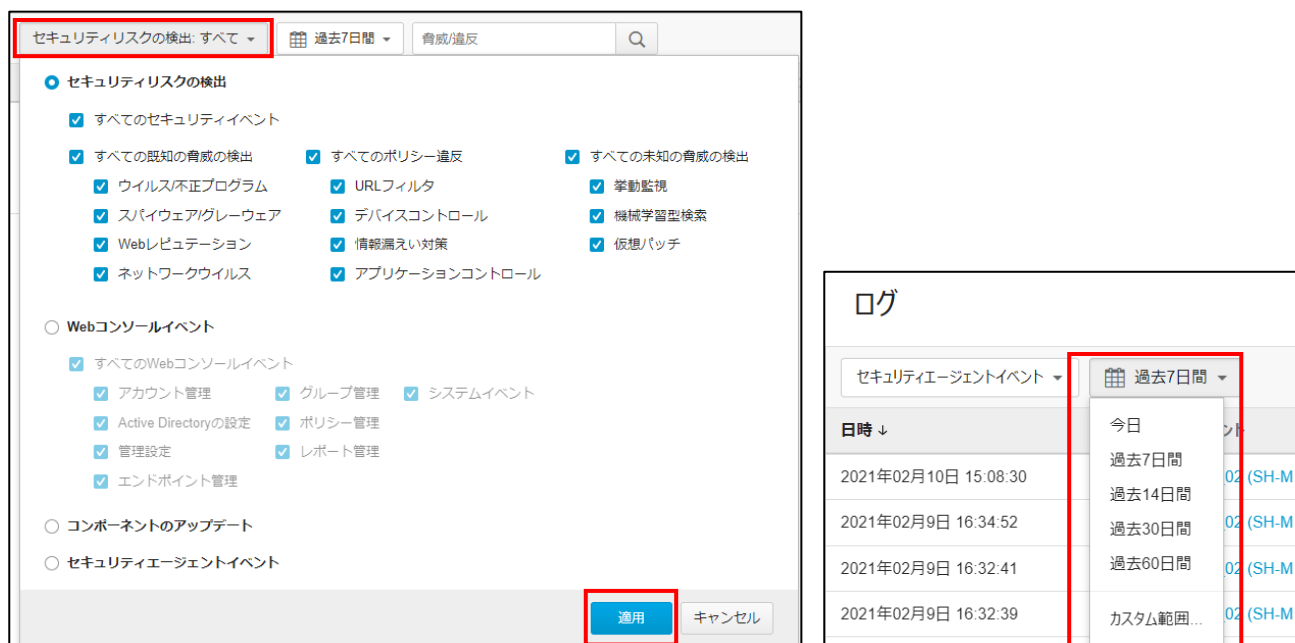 セキュリティリスクの検出: すべて
過去7日間
脅威/違反
セキュリティリスクの検出
すべてのセキュリティイベント
すべての既知の脅威の検出 すべてのポリシー違反 すべての未知の脅威の検出
ウイルス/不正プログラム URLフィルタ 挙動監視
スパイウェア/グレーウェア デバイスコントロール 機械学習型検索
Webレピュテーション 情報漏えい対策 仮想パッチ
ネットワークウイルス アプリケーションコントロール
Webコンソールイベント
すべてのWebコンソールイベント
アカウント管理 グループ管理 システムイベント
Active Directoryの設定 ポリシー管理
管理設定 レポート管理
エンドポイント管理
コンポーネントのアップデート
セキュリティエージェントイベント
適用 キャンセル
ログ
セキュリティエージェントイベント 過去7日間
日時 ↓ ント
2021年02月10日 15:08:30 02 (SH-M
2021年02月9日 16:34:52 02 (SH-M
2021年02月9日 16:32:41 02 (SH-M
2021年02月9日 16:32:39 02 (SH-M
今日
過去7日間
過去14日間
過去30日間
過去60日間
カスタム範囲...